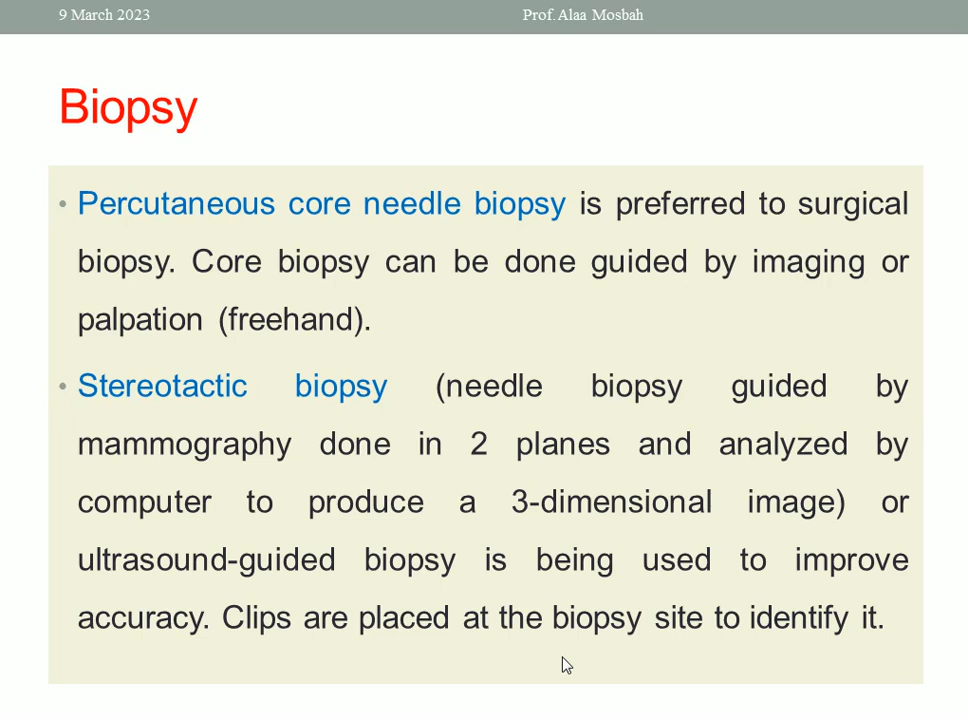 9 March 2023
Prof. Alaa Mosbah
Biopsy
• Percutaneous core needle biopsy is preferred to surgical
biopsy. Core biopsy can be done guided by imaging or
palpation (freehand).
• Stereotactic biopsy (needle biopsy guided by
mammography done in 2 planes and analyzed by
computer to produce a 3-dimensional image) or
ultrasound-guided biopsy is being used to improve
accuracy. Clips are placed at the biopsy site to identify it.